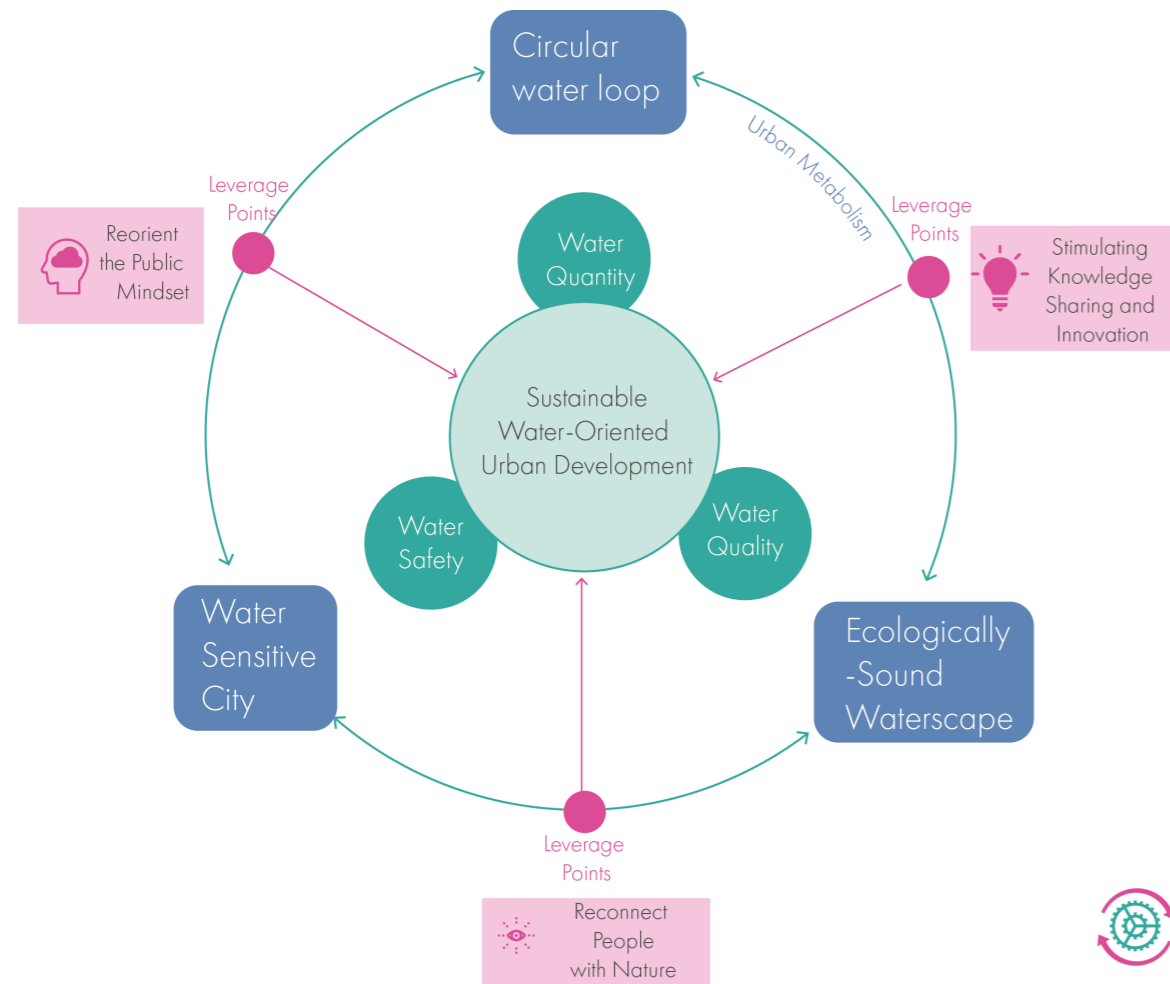 Circular
water loop
Urban Metabolism
Leverage
Points
Reorient
the Public
Mindset
Leverage
Points
Stimulating
Knowledge
Sharing and
Innovation
Water
Quantity
Sustainable
Water-Oriented
Urban Development
Water
Safety
Water
Quality
Water
Sensitive
City
Ecologically
-Sound
Waterscape
Leverage
Points
Reconnect
People
with Nature